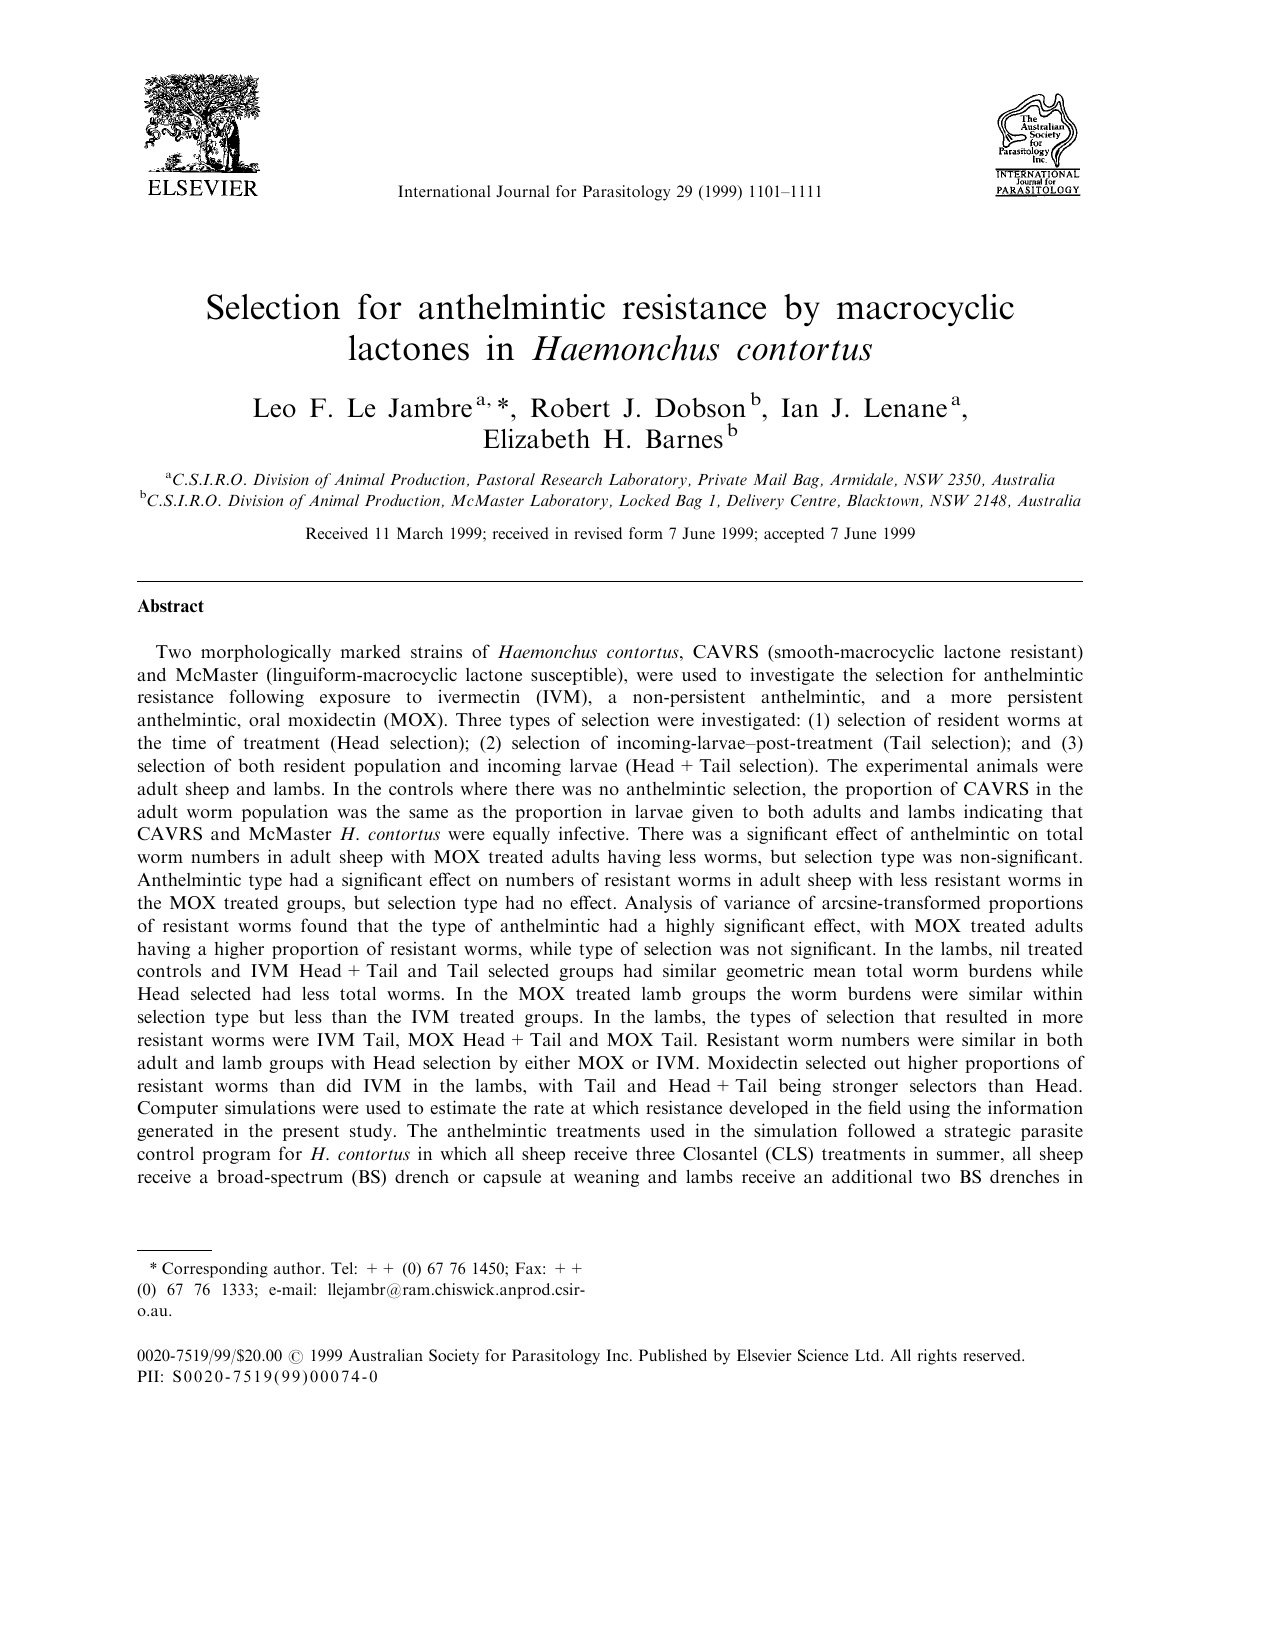 ELSEVIER
International Journal for Parasitology 29 (1999) 1101–1111
The
Australian
Society
for
Parasitology
Inc.
INTERNATIONAL
Journal for
PARASITOLOGY
Selection for anthelmintic resistance by macrocyclic
lactones in Haemonchus contortus
Leo F. Le Jambre a, *, Robert J. Dobson b, Ian J. Lenane a,
Elizabeth H. Barnes b
aC.S.I.R.O. Division of Animal Production, Pastoral Research Laboratory, Private Mail Bag, Armidale, NSW 2350, Australia
bC.S.I.R.O. Division of Animal Production, McMaster Laboratory, Locked Bag 1, Delivery Centre, Blacktown, NSW 2148, Australia
Received 11 March 1999; received in revised form 7 June 1999; accepted 7 June 1999
Abstract
Two morphologically marked strains of Haemonchus contortus, CAVRS (smooth-macrocyclic lactone resistant)
and McMaster (linguiform-macrocyclic lactone susceptible), were used to investigate the selection for anthelmintic
resistance following exposure to ivermectin (IVM), a non-persistent anthelmintic, and a more persistent
anthelmintic, oral moxidectin (MOX). Three types of selection were investigated: (1) selection of resident worms at
the time of treatment (Head selection); (2) selection of incoming-larvae–post-treatment (Tail selection); and (3)
selection of both resident population and incoming larvae (Head + Tail selection). The experimental animals were
adult sheep and lambs. In the controls where there was no anthelmintic selection, the proportion of CAVRS in the
adult worm population was the same as the proportion in larvae given to both adults and lambs indicating that
CAVRS and McMaster H. contortus were equally infective. There was a significant effect of anthelmintic on total
worm numbers in adult sheep with MOX treated adults having less worms, but selection type was non-significant.
Anthelmintic type had a significant effect on numbers of resistant worms in adult sheep with less resistant worms in
the MOX treated groups, but selection type had no effect. Analysis of variance of arcsine-transformed proportions
of resistant worms found that the type of anthelmintic had a highly significant effect, with MOX treated adults
having a higher proportion of resistant worms, while type of selection was not significant. In the lambs, nil treated
controls and IVM Head + Tail and Tail selected groups had similar geometric mean total worm burdens while
Head selected had less total worms. In the MOX treated lamb groups the worm burdens were similar within
selection type but less than the IVM treated groups. In the lambs, the types of selection that resulted in more
resistant worms were IVM Tail, MOX Head + Tail and MOX Tail. Resistant worm numbers were similar in both
adult and lamb groups with Head selection by either MOX or IVM. Moxidectin selected out higher proportions of
resistant worms than did IVM in the lambs, with Tail and Head + Tail being stronger selectors than Head.
Computer simulations were used to estimate the rate at which resistance developed in the field using the information
generated in the present study. The anthelmintic treatments used in the simulation followed a strategic parasite
control program for H. contortus in which all sheep receive three Closantel (CLS) treatments in summer, all sheep
receive a broad-spectrum (BS) drench or capsule at weaning and lambs receive an additional two BS drenches in
* Corresponding author. Tel: ++ (0) 67 76 1450; Fax: ++
(0) 67 76 1333; e-mail: llejambr@ram.chiswick.anprod.csir-
o.au.
0020-7519/99/$20.00 © 1999 Australian Society for Parasitology Inc. Published by Elsevier Science Ltd. All rights reserved.
PII: S0020-7519(99)00074-0